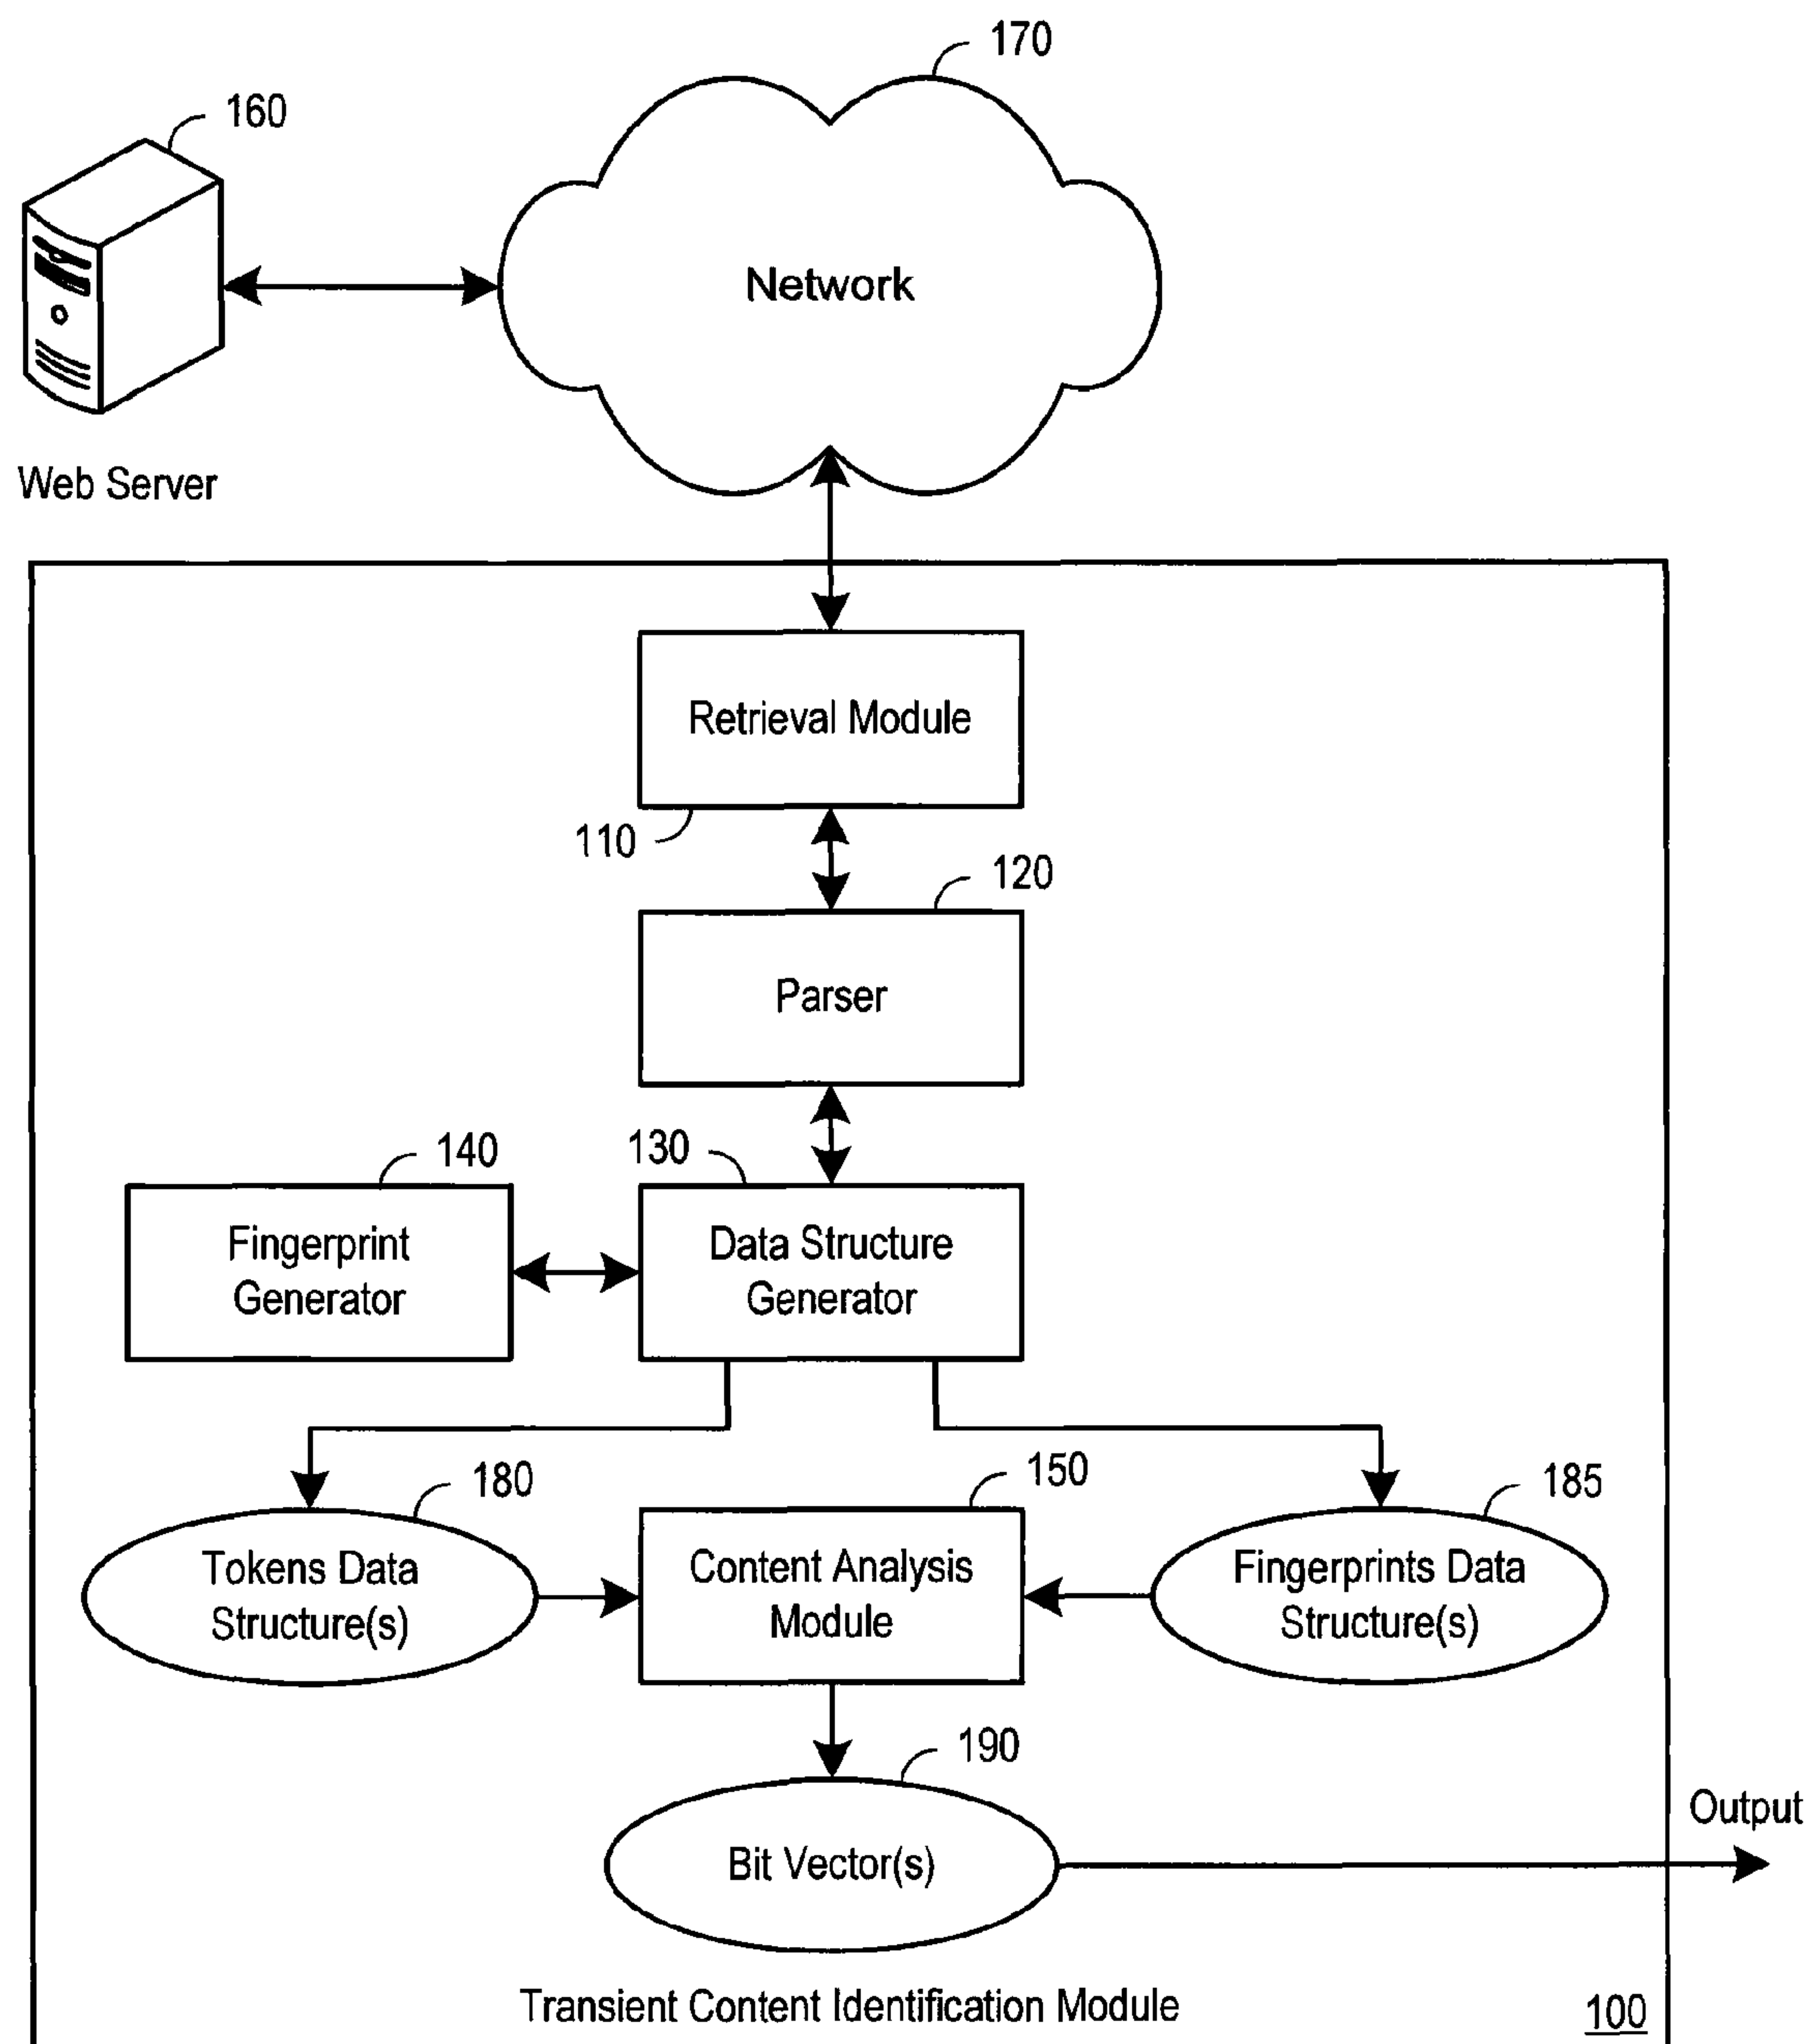 170
160
Network
Web Server
Retrieval Module
110
120
Parser
140
130
Fingerprint
Generator
Data Structure
Generator
180
150
185
Tokens Data
Structure(s)
Content Analysis
Module
Fingerprints Data
Structure(s)
190
Output
Bit Vector(s)
Transient Content Identification Module
100